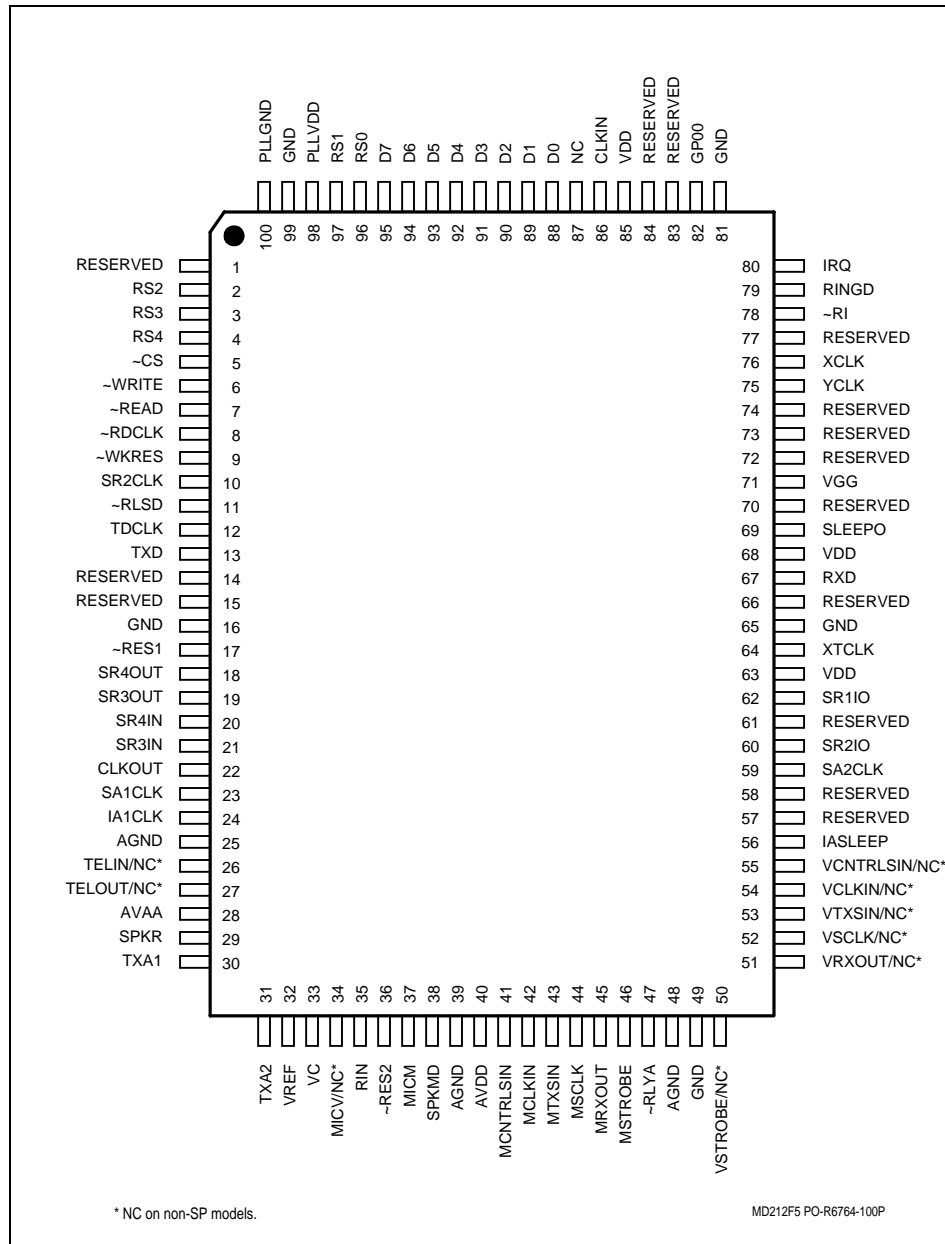 PLLGND
GND
PLLVDD
RS1
RS0
D7
D6
D5
D4
D3
D2
D1
D0
NC
CLKIN
VDD
RESERVED
RESERVED
GP00
GND
100 99 98 97 96 95 94 93 92 91 90 89 88 87 86 85 84 83 82 81
RESERVED 1
RS2 2
RS3 3
RS4 4
~CS 5
~WRITE 6
~READ 7
~RDCLK 8
~WKRES 9
SR2CLK 10
~RLSD 11
TDCLK 12
TXD 13
RESERVED 14
RESERVED 15
GND 16
~RES1 17
SR4OUT 18
SR3OUT 19
SR4IN 20
SR3IN 21
CLKOUT 22
SA1CLK 23
IA1CLK 24
AGND 25
TELIN/NC* 26
TELOUT/NC* 27
AVAA 28
SPKR 29
TXA1 30
80 IRQ
79 RINGD
78 ~RI
77 RESERVED
76 XCLK
75 YCLK
74 RESERVED
73 RESERVED
72 RESERVED
71 VGG
70 RESERVED
69 SLEEPO
68 VDD
67 RXD
66 RESERVED
65 GND
64 XTCLK
63 VDD
62 SR1IO
61 RESERVED
60 SR2IO
59 SA2CLK
58 RESERVED
57 RESERVED
56 IASLEEP
55 VCNTRLSIN/NC*
54 VCLKIN/NC*
53 VTXSIN/NC*
52 VSCLK/NC*
51 VRXOUT/NC*
31 32 33 34 35 36 37 38 39 40 41 42 43 44 45 46 47 48 49 50
TXA2
VREF
VC
MICV/NC*
RIN
~RES2
MICM
SPKMD
AGND
AVDD
MCNTRLSIN
MCLKIN
MTXSIN
MSCLK
MRXOUT
MSTROBE
~RLYA
AGND
GND
VSTROBE/NC*
* NC on non-SP models.
MD212F5 PO-R6764-100P